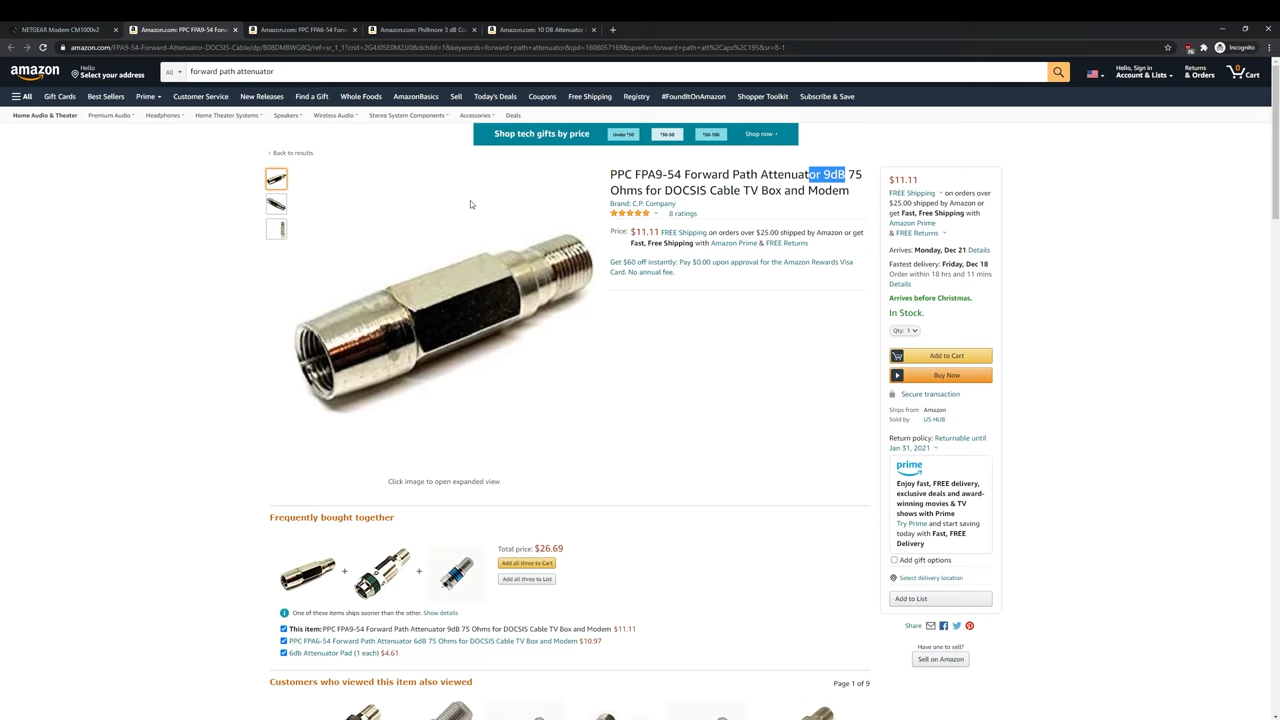 NETGEAR Modem CM1000v2
Amazon.com: PPC FPA9-54 For
Amazon.com: PPC FPA6-54 Forw
Amazon.com: Phillmore 3 dB Co
Amazon.com: 10 DB Attenuator
Incognito
amazon
Hello
Select your address
All
forward path attenuator
Hello, Sign in
Account & Lists
Returns
& Orders
0
Cart
All
Gift Cards
Best Sellers
Prime
Customer Service
New Releases
Find a Gift
Whole Foods
AmazonBasics
Sell
Today's Deals
Coupons
Free Shipping
Registry
#FoundItOnAmazon
Shopper Toolkit
Subscribe & Save
Home Audio & Theater
Premium Audio
Headphones
Home Theater Systems
Speakers
Wireless Audio
Stereo System Components
Accessories
Deals
Shop tech gifts by price
Under $50
$50-$100
Shop now
‹ Back to results
PPC FPA9-54 Forward Path Attenuator 9dB 75
Ohms for DOCSIS Cable TV Box and Modem
Brand: C.P. Company
8 ratings
Price: $11.11 FREE Shipping on orders over $25.00 shipped by Amazon or get
Fast, Free Shipping with Amazon Prime & FREE Returns
Get $60 off instantly: Pay $0.00 upon approval for the Amazon Rewards Visa
Card. No annual fee.
Click image to open expanded view
$11.11
FREE Shipping on orders over
$25.00 shipped by Amazon or
get Fast, Free Shipping with
Amazon Prime
& FREE Returns
Arrives: Monday, Dec 21 Details
Fastest delivery: Friday, Dec 18
Order within 18 hrs and 11 mins
Details
Arrives before Christmas.
In Stock.
Qty: 1
Add to Cart
Buy Now
Secure transaction
Ships from Amazon
Sold by US HUB
Return policy: Returnable until
Jan 31, 2021
prime
Enjoy fast, FREE delivery,
exclusive deals and award-
winning movies & TV
shows with Prime
Try Prime and start saving
today with Fast, FREE
Delivery
Add gift options
Select delivery location
Add to List
Share
Have one to sell?
Sell on Amazon
Frequently bought together
+
+
Total price: $26.69
Add all three to Cart
Add all three to List
One of these items ships sooner than the other. Show details
This item: PPC FPA9-54 Forward Path Attenuator 9dB 75 Ohms for DOCSIS Cable TV Box and Modem $11.11
PPC FPA6-54 Forward Path Attenuator 6dB 75 Ohms for DOCSIS Cable TV Box and Modem $10.97
6db Attenuator Pad (1 each) $4.61
Customers who viewed this item also viewed
Page 1 of 9